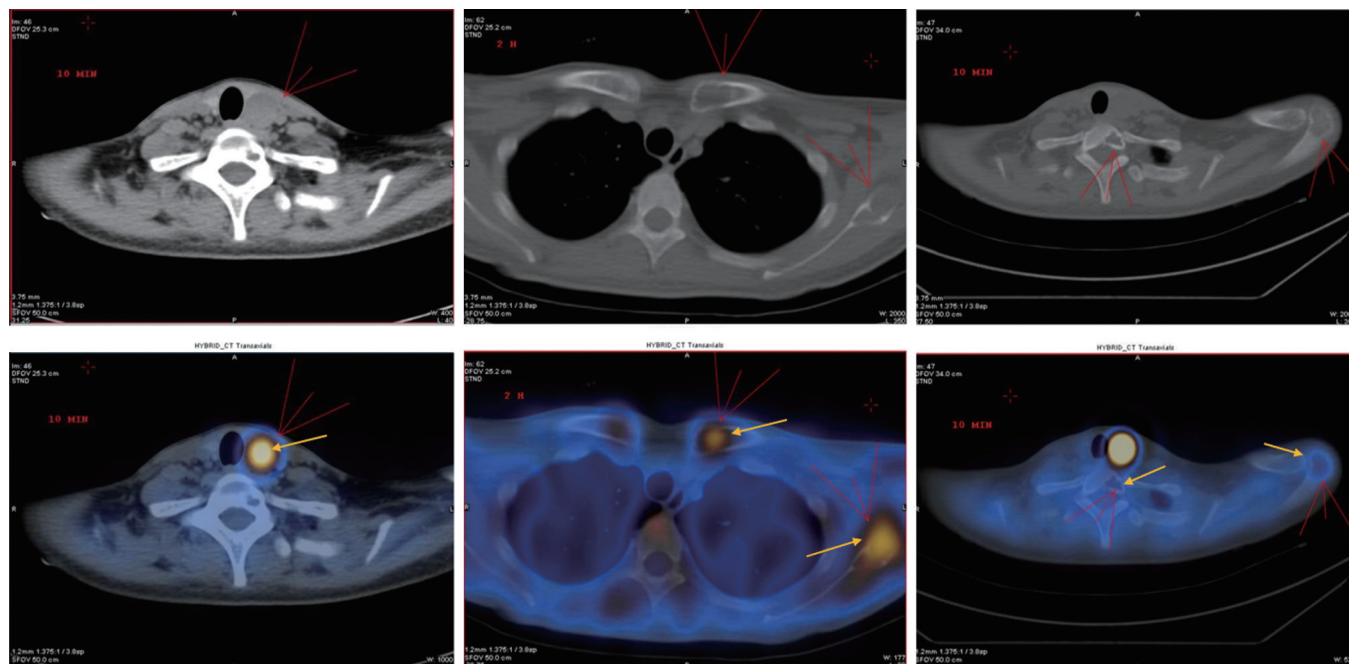 Im: 46
DFOV 25.3 cm
STND
A
10 MIN
R
L
3.75 mm
1.2mm 1.375:1 / 3.8sp
SFOV 50.0 cm
P
Im: 62
DFOV 25.2 cm
STND
A
2 H
R
L
3.75 mm
1.2mm 1.375:1 / 3.8sp
SFOV 50.0 cm
P
W: 2000
L: 350
Im: 47
DFOV 34.0 cm
STND
A
10 MIN
R
L
3.75 mm
1.2mm 1.375:1 / 3.8sp
SFOV 50.0 cm
P
HYBRID_CT Transaxials
Im: 46
DFOV 25.3 cm
STND
A
10 MIN
R
L
1.2mm 1.375:1 / 3.8sp
SFOV 50.0 cm
W: 1000
HYBRID_CT Transaxials
Im: 62
DFOV 25.2 cm
STND
A
2 H
R
L
1.2mm 1.375:1 / 3.8sp
SFOV 50.0 cm
HYBRID_CT Transaxials
Im: 47
DFOV 34.0 cm
STND
A
10 MIN
R
L
1.2mm 1.375:1 / 3.8sp
SFOV 50.0 cm